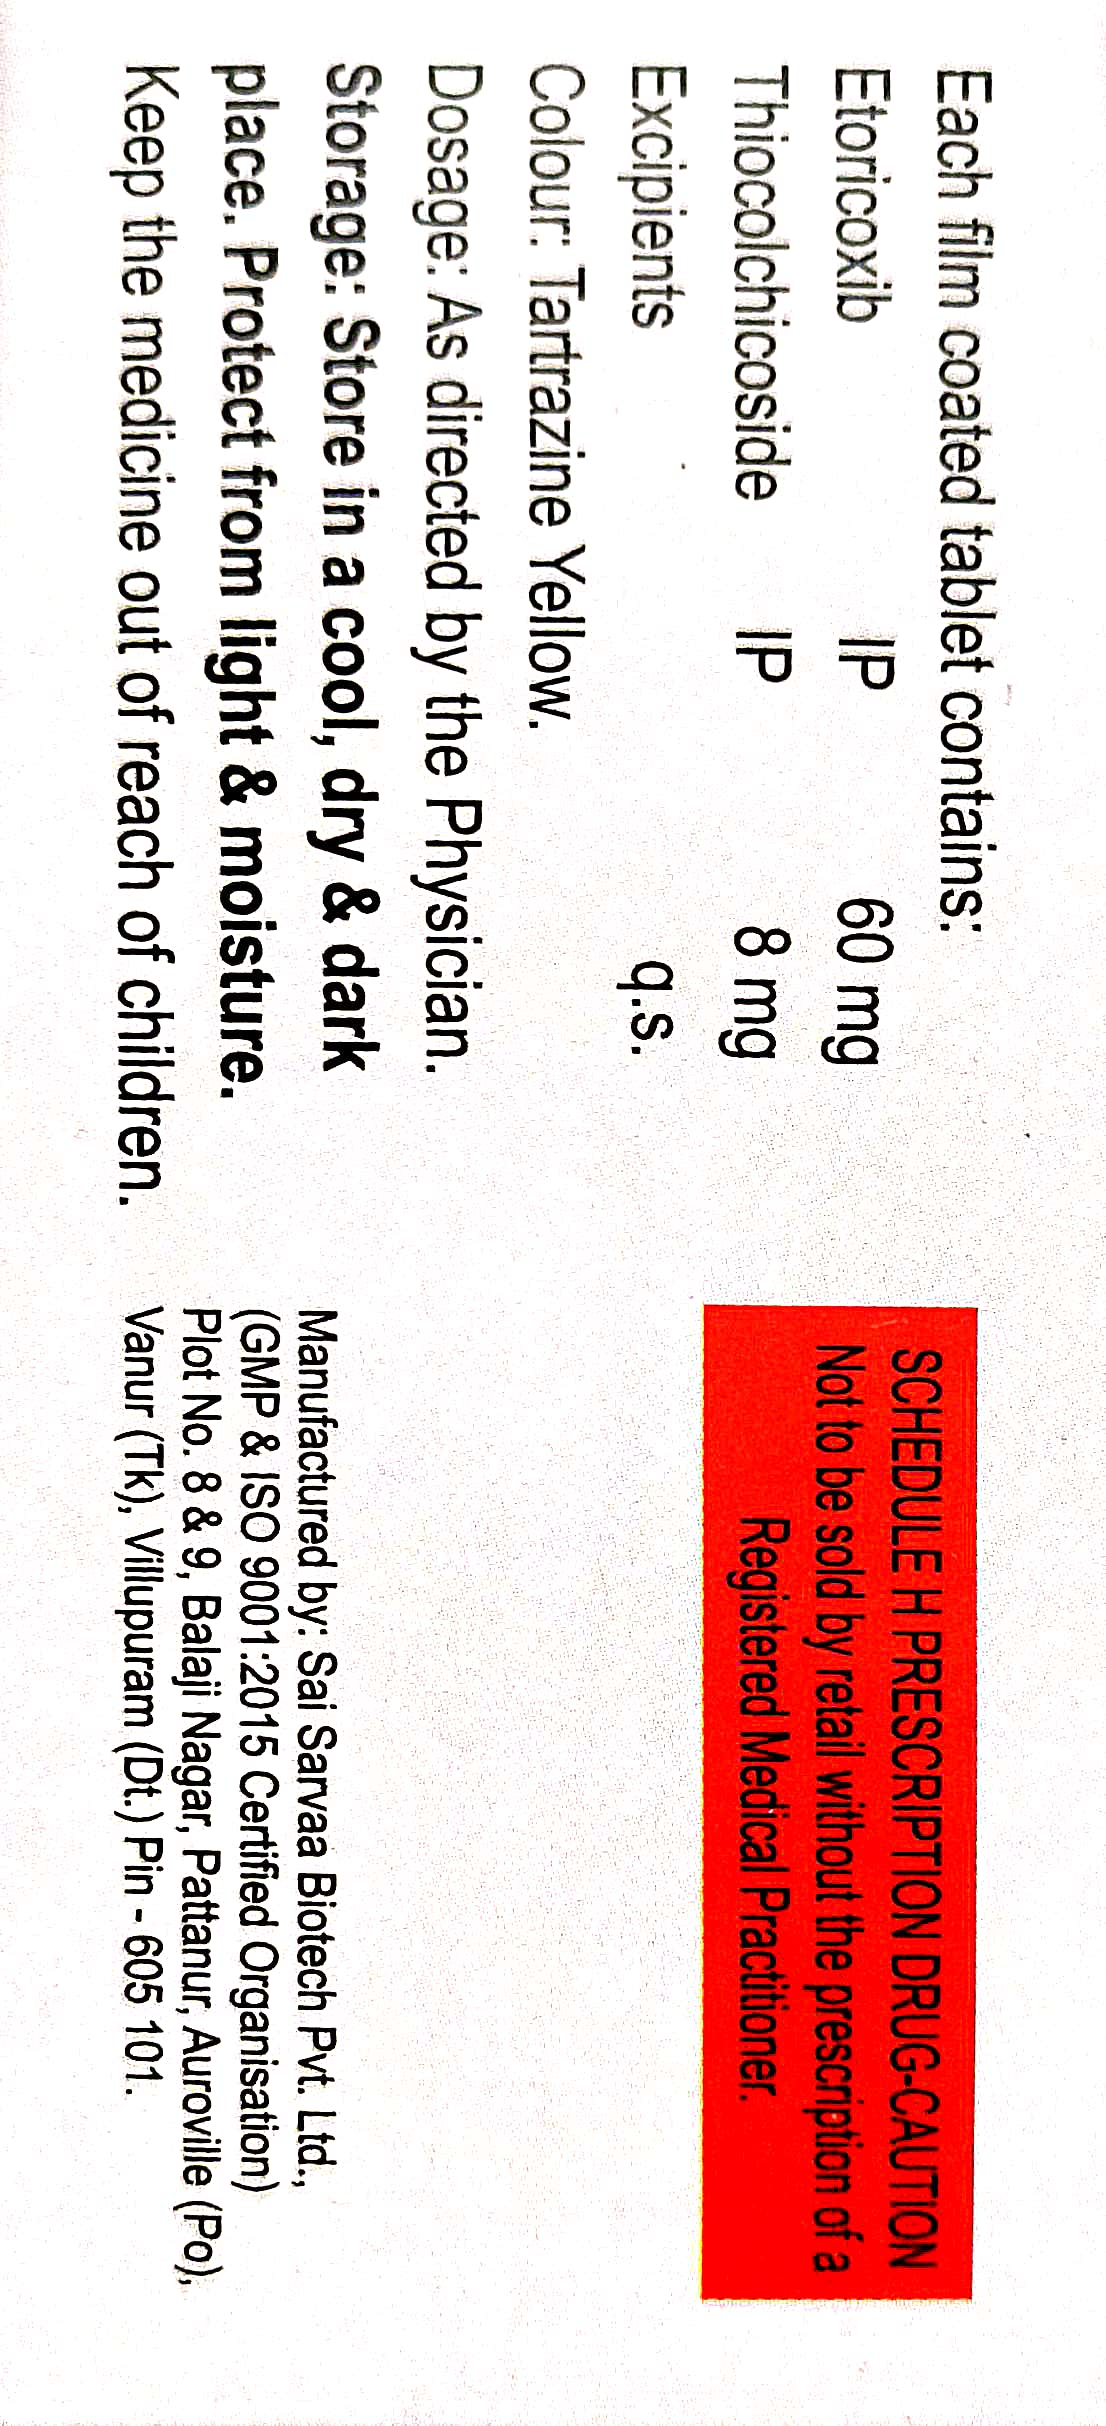 Each film coated tablet contains:
Etoricoxib IP 60 mg
Thiocolchicoside IP 8 mg
Excipients q.s.
Colour: Tartrazine Yellow.
Dosage: As directed by the Physician.
Storage: Store in a cool, dry & dark
place. Protect from light & moisture.
Keep the medicine out of reach of children.
SCHEDULE H PRESCRIPTION DRUG-CAUTION
Not to be sold by retail without the prescription of a
Registered Medical Practitioner.
Manufactured by: Sai Sarvaa Biotech Pvt. Ltd.,
(GMP & ISO 9001:2015 Certified Organisation)
Plot No. 8 & 9, Balaji Nagar, Pattanur, Auroville (Po),
Vanur (Tk), Villupuram (Dt.) Pin - 605 101.